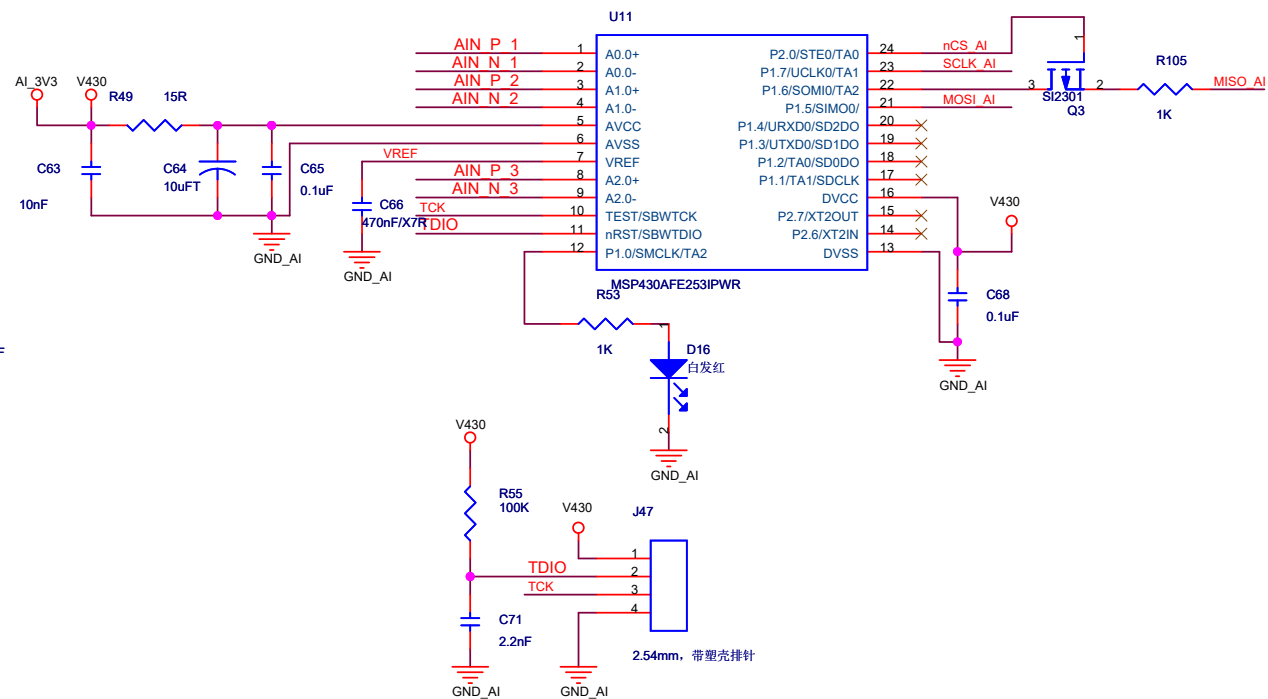 U11
AIN_P_1
1
A0.0+
P2.0/STE0/TA0
24
nCS_AI
AIN_N_1
2
A0.0-
P1.7/UCLK0/TA1
23
SCLK_AI
AIN_P_2
3
A1.0+
P1.6/SOMI0/TA2
22
AIN_N_2
4
A1.0-
P1.5/SIMO0/
21
MOSI_AI
5
AVCC
P1.4/URXD0/SD2DO
20
6
AVSS
P1.3/UTXD0/SD1DO
19
VREF
7
VREF
P1.2/TA0/SD0DO
18
AIN_P_3
8
A2.0+
P1.1/TA1/SDCLK
17
AIN_N_3
9
A2.0-
DVCC
16
TCK
10
TEST/SBWTCK
P2.7/XT2OUT
15
TDIO
11
nRST/SBWTDIO
P2.6/XT2IN
14
12
P1.0/SMCLK/TA2
DVSS
13
MSP430AFE253IPWR
1
3
2
SI2301
Q3
R105
1K
MISO_AI
AI_3V3
V430
R49
15R
C63
10nF
C64
10uFT
C65
0.1uF
GND_AI
C66
470nF/X7R
GND_AI
V430
C68
0.1uF
GND_AI
R53
1K
1
D16
白发红
2
GND_AI
F
V430
R55
100K
C71
2.2nF
GND_AI
V430
J47
1
TDIO
2
TCK
3
4
GND_AI
2.54mm，带塑壳排针